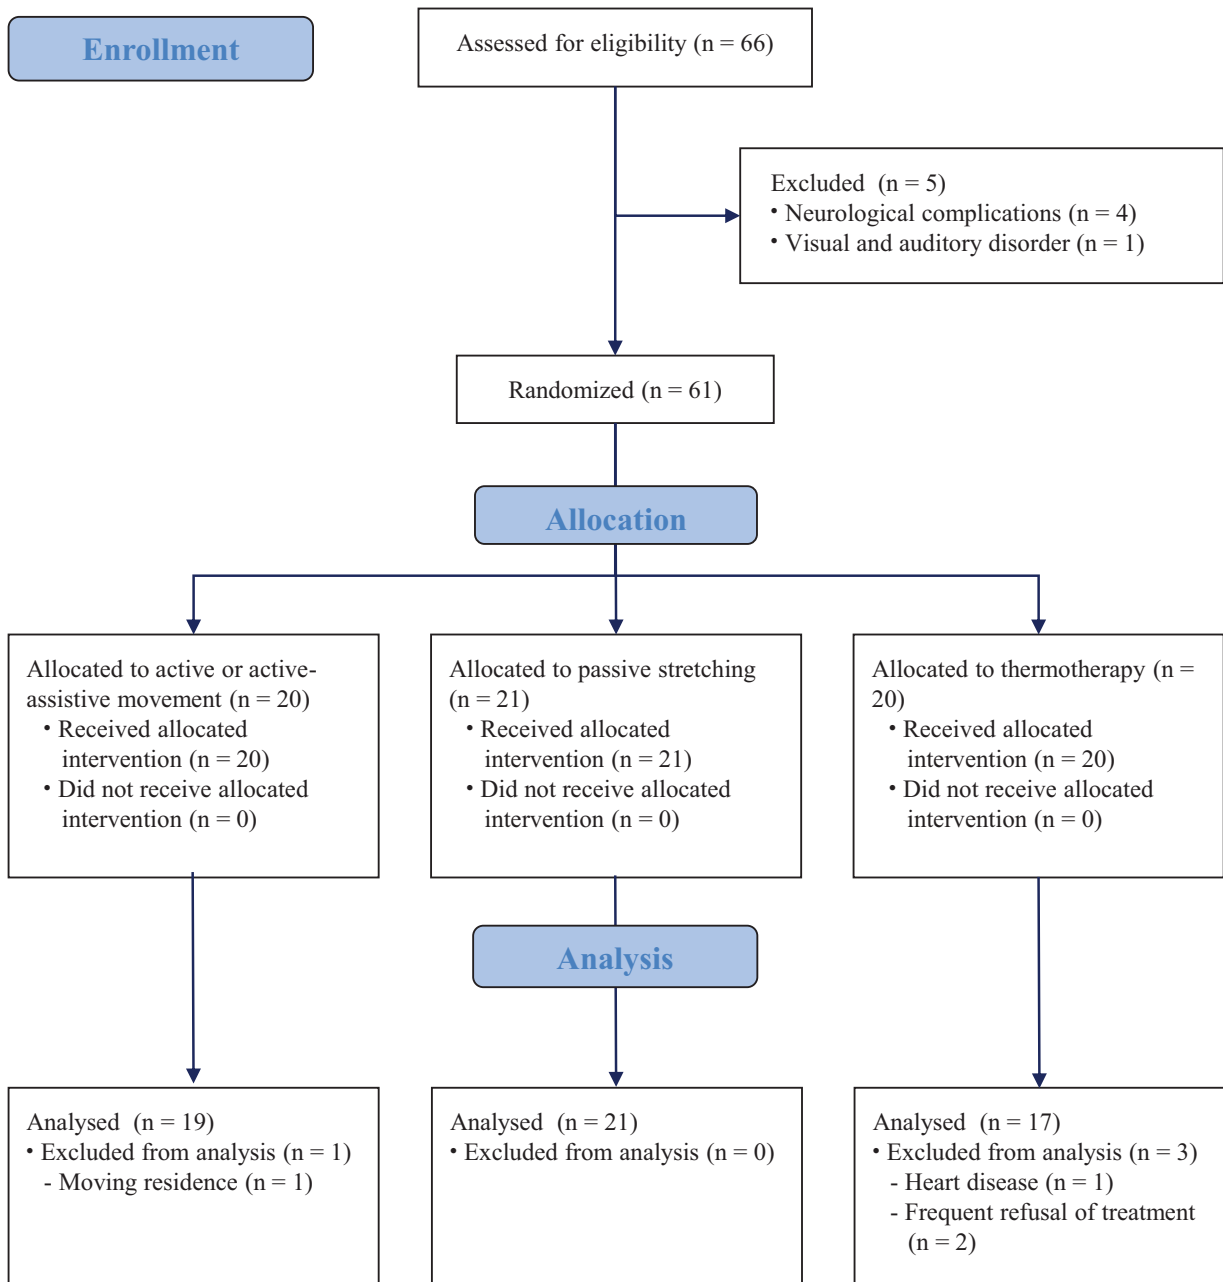 Enrollment
Assessed for eligibility (n = 66)
Excluded (n = 5)
• Neurological complications (n = 4)
• Visual and auditory disorder (n = 1)
Randomized (n = 61)
Allocation
Allocated to active or active-
assistive movement (n = 20)
• Received allocated
intervention (n = 20)
• Did not receive allocated
intervention (n = 0)
Allocated to passive stretching
(n = 21)
• Received allocated
intervention (n = 21)
• Did not receive allocated
intervention (n = 0)
Allocated to thermotherapy (n =
20)
• Received allocated
intervention (n = 20)
• Did not receive allocated
intervention (n = 0)
Analysis
Analysed (n = 19)
• Excluded from analysis (n = 1)
- Moving residence (n = 1)
Analysed (n = 21)
• Excluded from analysis (n = 0)
Analysed (n = 17)
• Excluded from analysis (n = 3)
- Heart disease (n = 1)
- Frequent refusal of treatment
(n = 2)